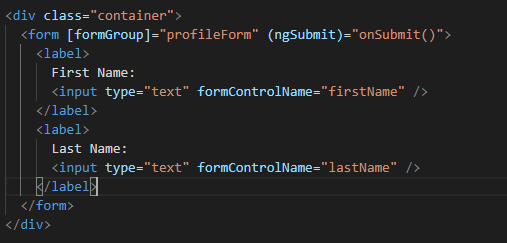 <div class="container">
  <form [formGroup]="profileForm" (ngSubmit)="onSubmit()">
    <label>
      First Name:
      <input type="text" formControlName="firstName" />
    </label>
    <label>
      Last Name:
      <input type="text" formControlName="lastName" />
    </label>
  </form>
</div>